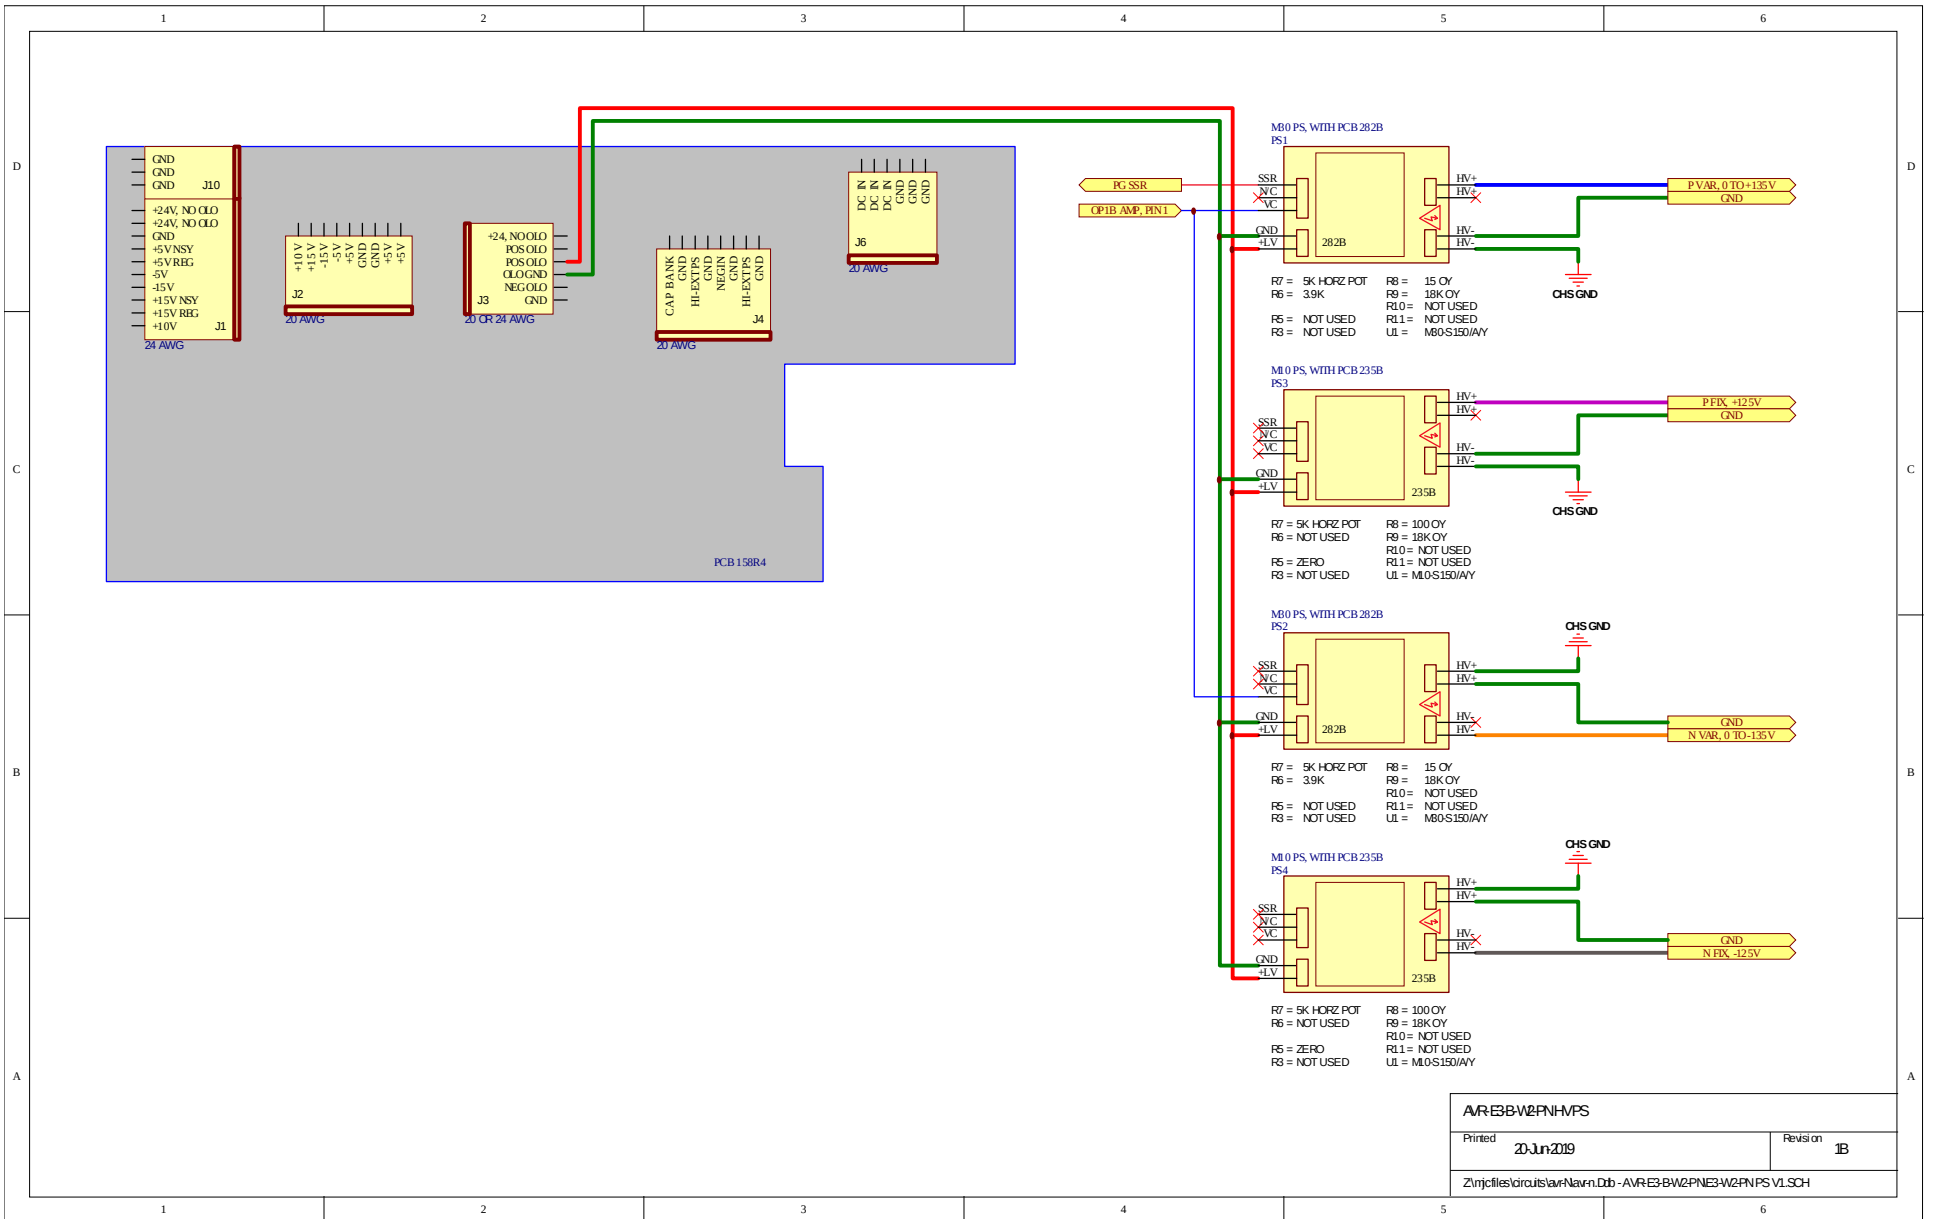 1 2 3 4 5 6
D
C
B
A
D
C
B
A
GND
GND
GND
J10
+24V, NO OLO
+24V, NO OLO
GND
+5V NSY
+5V REG
-5V
-15V
+15V NSY
+15V REG
+10V
J1
24 AWG
+10V
+15V
-15V
-5V
+5V
GND
GND
+5V
+5V
J2
20 AWG
+24, NO OLO
POS OLO
POS OLO
OLO GND
NEG OLO
GND
J3
20 OR 24 AWG
CAP BANK
GND
HI-EXTPS
GND
NEGIN
GND
HI-EXTPS
GND
J4
20 AWG
DC IN
DC IN
DC IN
GND
GND
GND
J6
20 AWG
PCB 158R4
PG SSR
OP1B AMP, PIN 1
M30 PS, WITH PCB 282B
PS1
SSR
N/C
VC
GND
+LV
282B
HV+
HV+
HV-
HV-
P VAR, 0 TO +135V
GND
CHS GND
R7 = 5K HORZ POT R8 = 15 OY
R6 = 3.9K R9 = 18K OY
R10 = NOT USED
R5 = NOT USED R11 = NOT USED
R3 = NOT USED U1 = M30-S150/A/Y
M10 PS, WITH PCB 235B
PS3
SSR
N/C
VC
GND
+LV
235B
HV+
HV+
HV-
HV-
P FIX, +125V
GND
CHS GND
R7 = 5K HORZ POT R8 = 100 OY
R6 = NOT USED R9 = 18K OY
R10 = NOT USED
R5 = ZERO R11 = NOT USED
R3 = NOT USED U1 = M10-S150/A/Y
M30 PS, WITH PCB 282B
PS2
SSR
N/C
VC
GND
+LV
282B
HV+
HV+
HV-
HV-
CHS GND
GND
N VAR, 0 TO -135V
R7 = 5K HORZ POT R8 = 15 OY
R6 = 3.9K R9 = 18K OY
R10 = NOT USED
R5 = NOT USED R11 = NOT USED
R3 = NOT USED U1 = M30-S150/A/Y
M10 PS, WITH PCB 235B
PS4
SSR
N/C
VC
GND
+LV
235B
HV+
HV+
HV-
HV-
CHS GND
GND
N FIX, -125V
R7 = 5K HORZ POT R8 = 100 OY
R6 = NOT USED R9 = 18K OY
R10 = NOT USED
R5 = ZERO R11 = NOT USED
R3 = NOT USED U1 = M10-S150/A/Y
AVR-E3-B-W2-PN HVPS
Printed 20-Jun-2019 Revision 1B
Z:\mjcfiles\circuits\avr-N\avr-n.Ddb - AVR-E3-B-W2-PN\E3-W2-PN PS V1.SCH
1 2 3 4 5 6